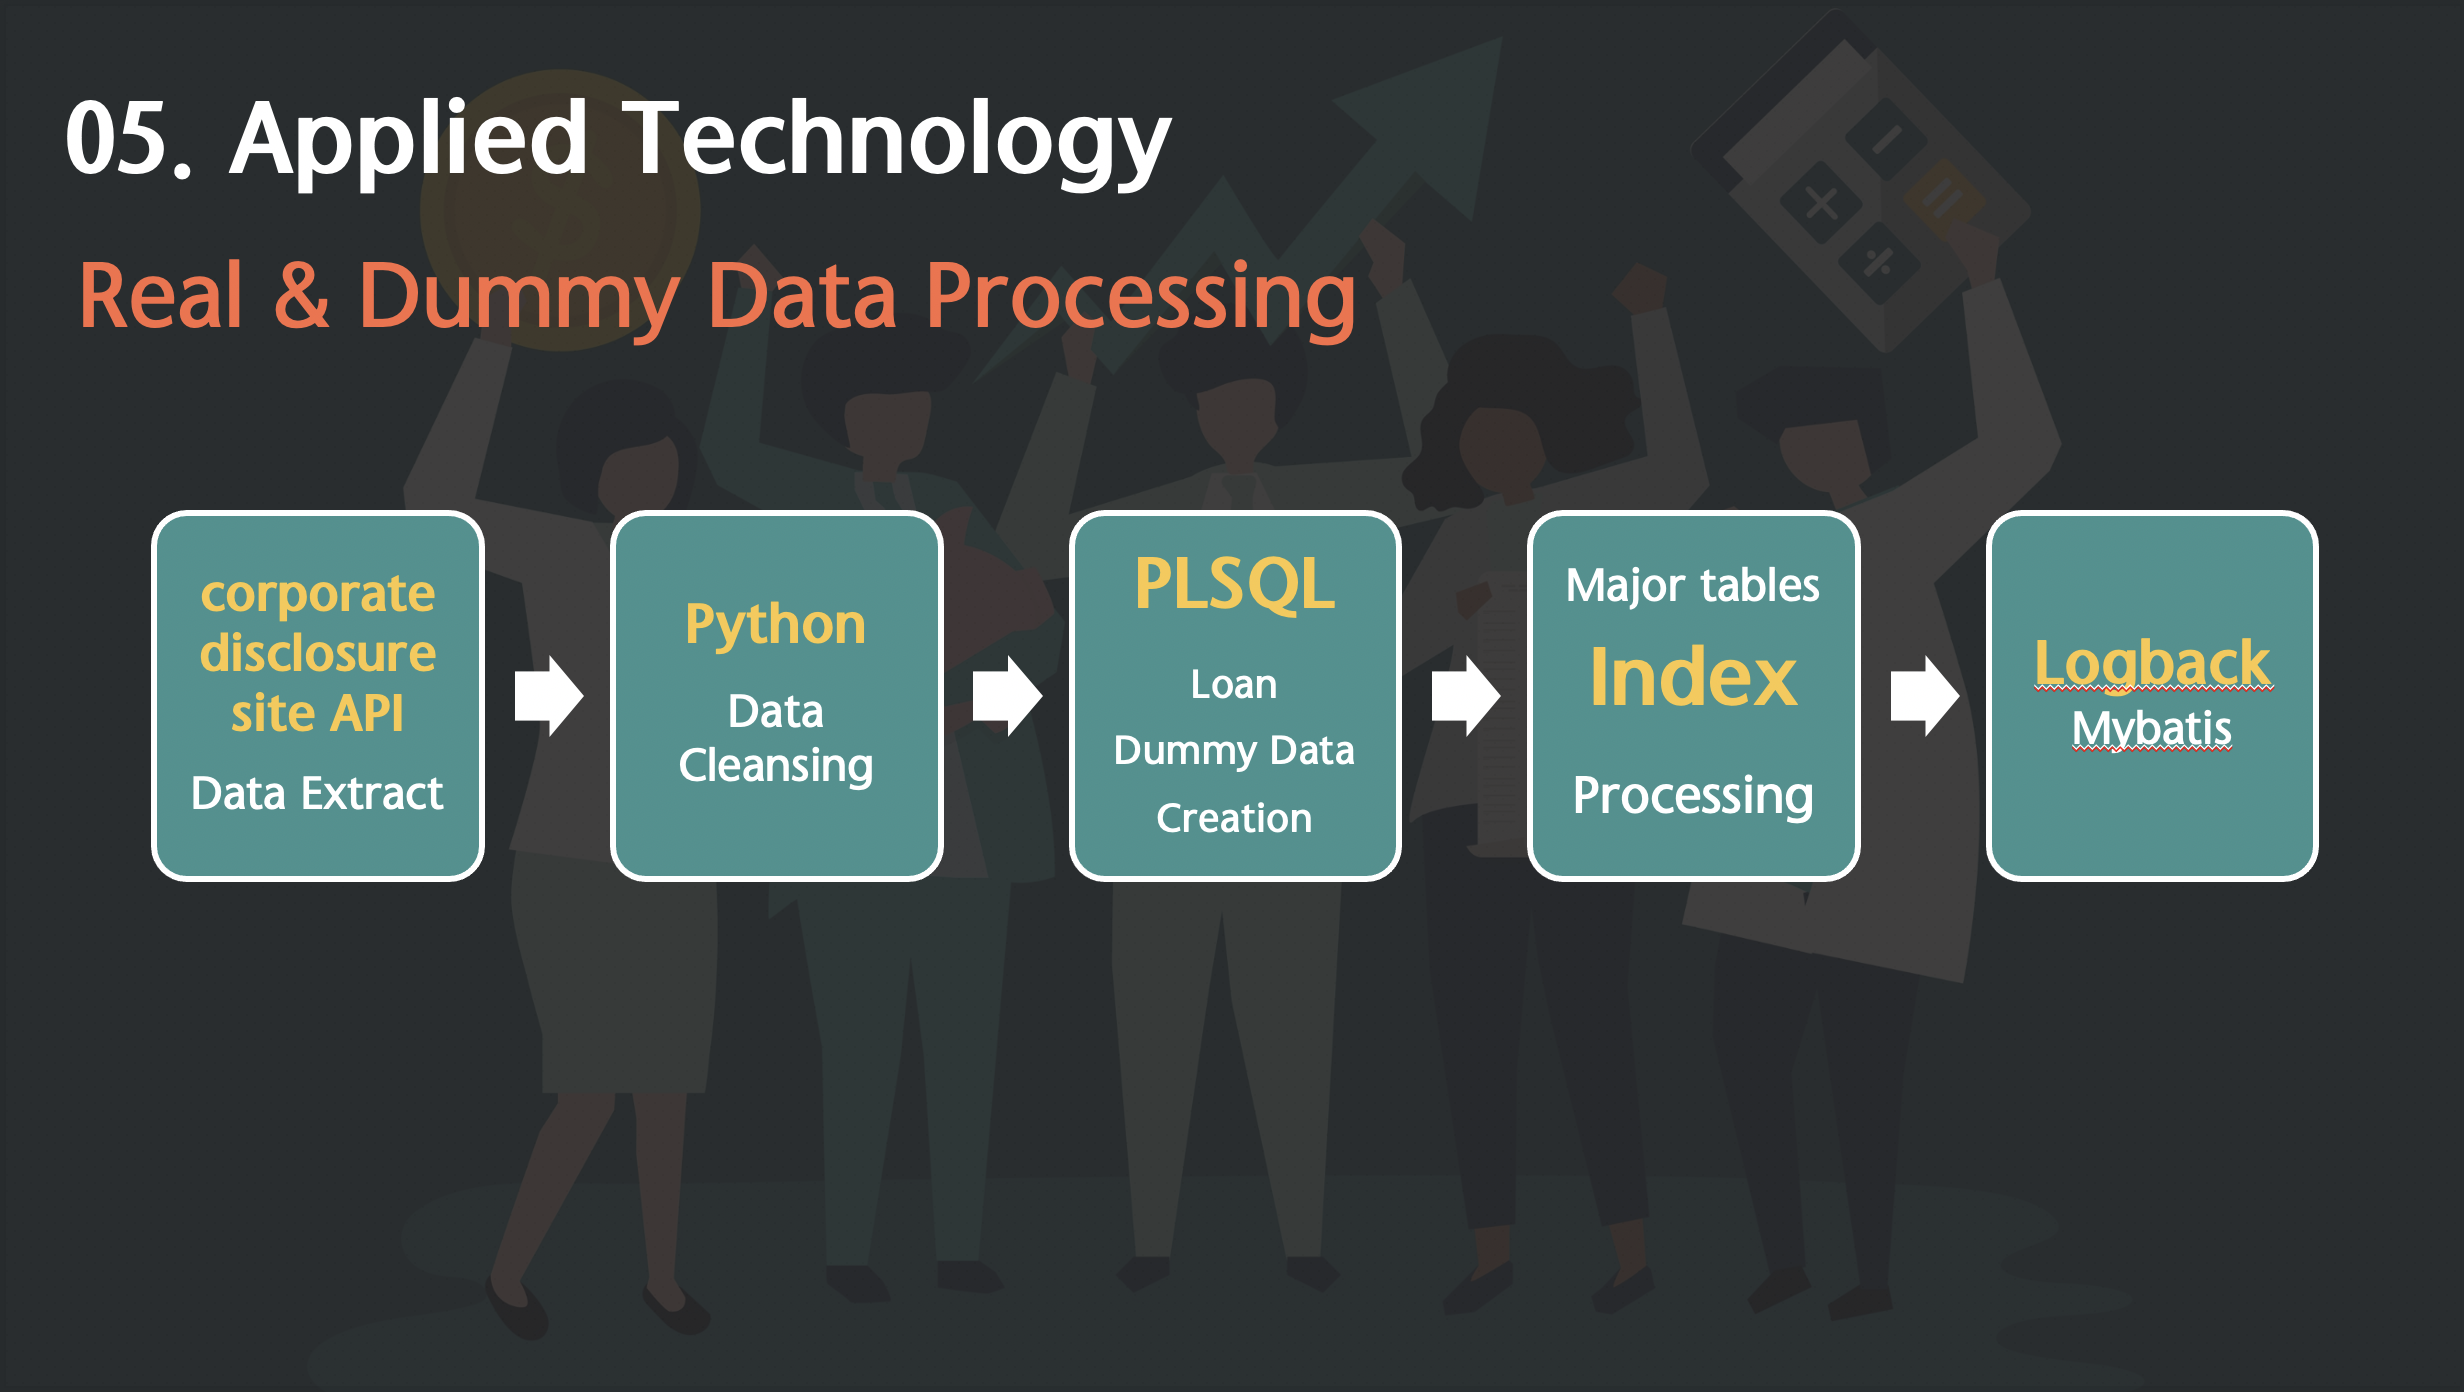 05. Applied Technology
Real & Dummy Data Processing
corporate
disclosure
site API
Data Extract
Python
Data
Cleansing
PLSQL
Loan
Dummy Data
Creation
Major tables
Index
Processing
Logback
Mybatis